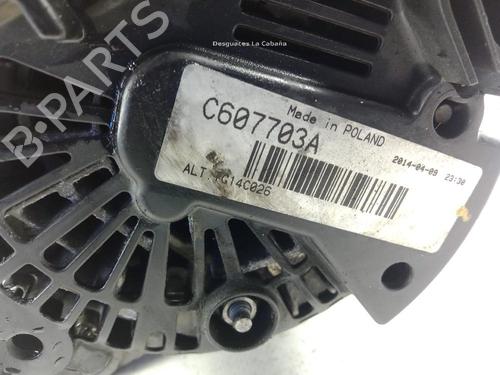 Desguaces La Cabaña
B-PARTS
Made in POLAND
C607703A
2014-04-09 23:30
ALT